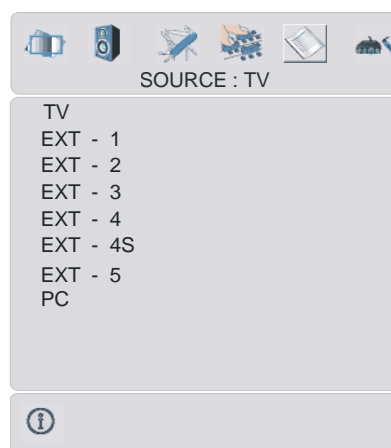 SOURCE : TV
TV
EXT - 1
EXT - 2
EXT - 3
EXT - 4
EXT - 4S
EXT - 5
PC